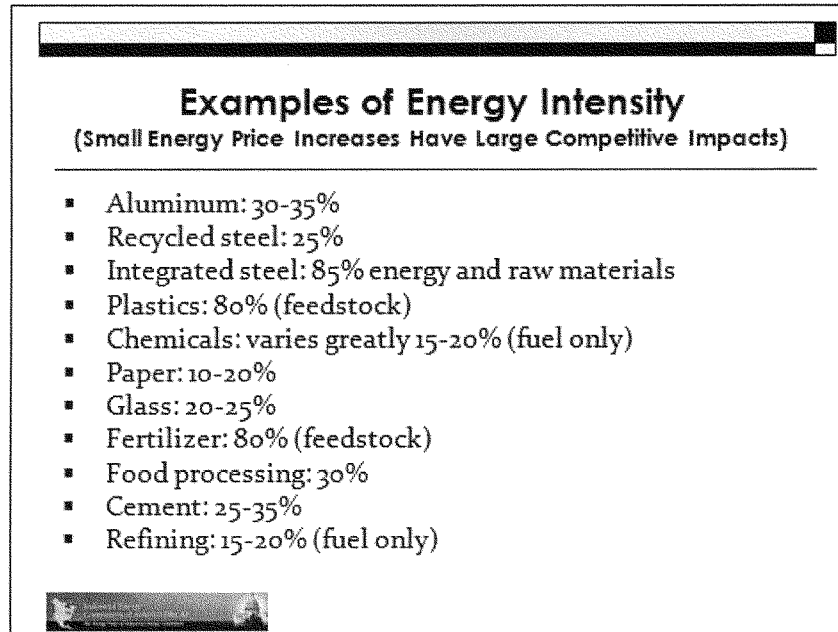 Examples of Energy Intensity
(Small Energy Price Increases Have Large Competitive Impacts)
▪ Aluminum: 30-35%
▪ Recycled steel: 25%
▪ Integrated steel: 85% energy and raw materials
▪ Plastics: 80% (feedstock)
▪ Chemicals: varies greatly 15-20% (fuel only)
▪ Paper: 10-20%
▪ Glass: 20-25%
▪ Fertilizer: 80% (feedstock)
▪ Food processing: 30%
▪ Cement: 25-35%
▪ Refining: 15-20% (fuel only)